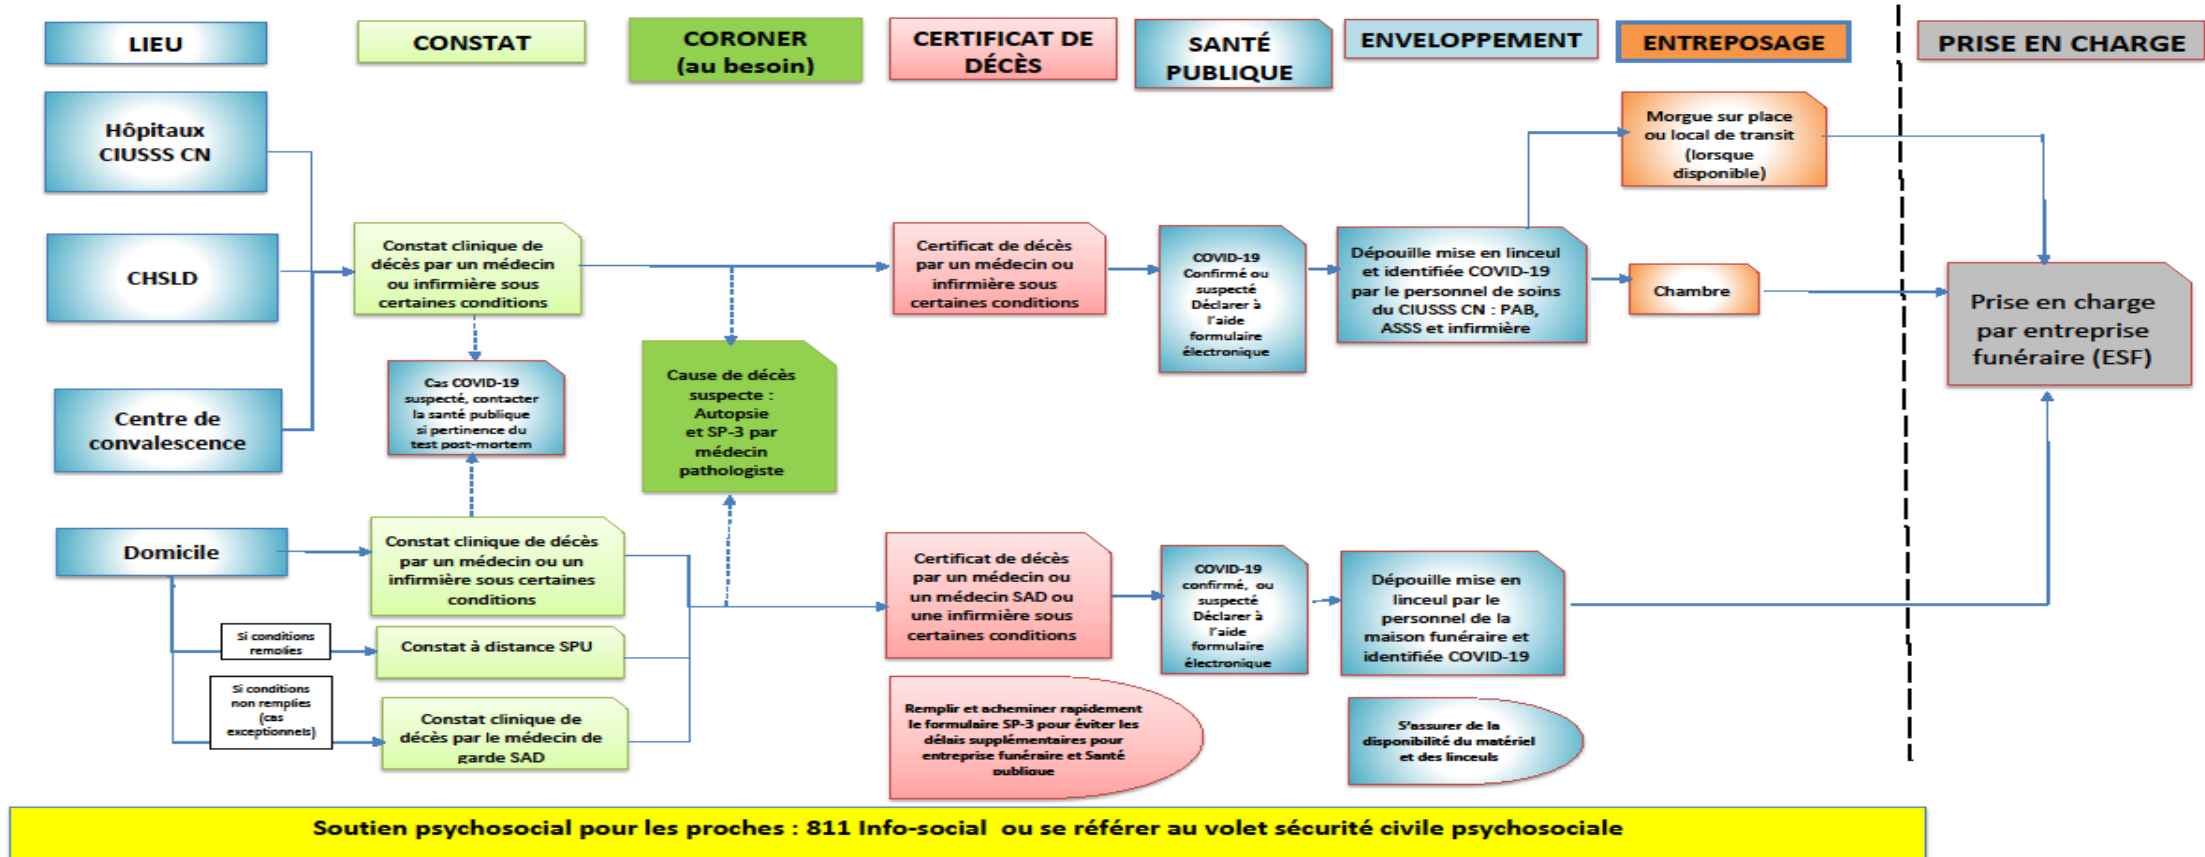 LIEU
CONSTAT
CORONER
(au besoin)
CERTIFICAT DE
DÉCÈS
SANTÉ
PUBLIQUE
ENVELOPPEMENT
ENTREPOSAGE
PRISE EN CHARGE
Hôpitaux
CIUSSS CN
CHSLD
Centre de
convalescence
Constat clinique de
décès par un médecin
ou infirmière sous
certaines conditions
Cas COVID-19
suspecté, contacter
la santé publique
si pertinence du
test post-mortem
Cause de décès
suspecte :
Autopsie
et SP-3 par
médecin
pathologiste
Certificat de décès
par un médecin ou
infirmière sous
certaines conditions
COVID-19
Confirmé ou
suspecté
Déclarer à
l'aide
formulaire
électronique
Dépouille mise en linceul
et identifiée COVID-19
par le personnel de soins
du CIUSSS CN : PAB,
ASSS et infirmière
Morgue sur place
ou local de transit
(lorsque
disponible)
Chambre
Prise en charge
par entreprise
funéraire (ESF)
Domicile
Constat clinique de décès
par un médecin ou un
infirmière sous certaines
conditions
Si conditions
remplies
Constat à distance SPU
Si conditions
non remplies
(cas
exceptionnels)
Constat clinique de
décès par le médecin de
garde SAD
Certificat de décès
par un médecin ou
un médecin SAD ou
une infirmière sous
certaines conditions
COVID-19
confirmé, ou
suspecté
Déclarer à
l'aide
formulaire
électronique
Dépouille mise en
linceul par le
personnel de la
maison funéraire et
identifiée COVID-19
Remplir et acheminer rapidement
le formulaire SP-3 pour éviter les
délais supplémentaires pour
entreprise funéraire et Santé
publique
S'assurer de la
disponibilité du matériel
et des linceuls
Soutien psychosocial pour les proches : 811 Info-social ou se référer au volet sécurité civile psychosociale